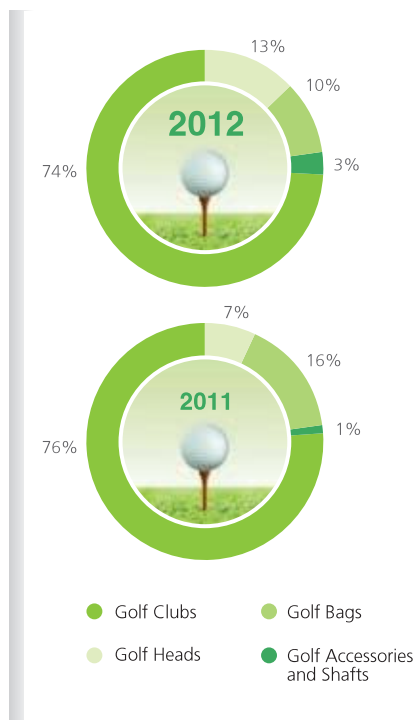 13%
10%
2012
3%
74%
7%
16%
2011
1%
76%
Golf Clubs
Golf Bags
Golf Heads
Golf Accessories
and Shafts